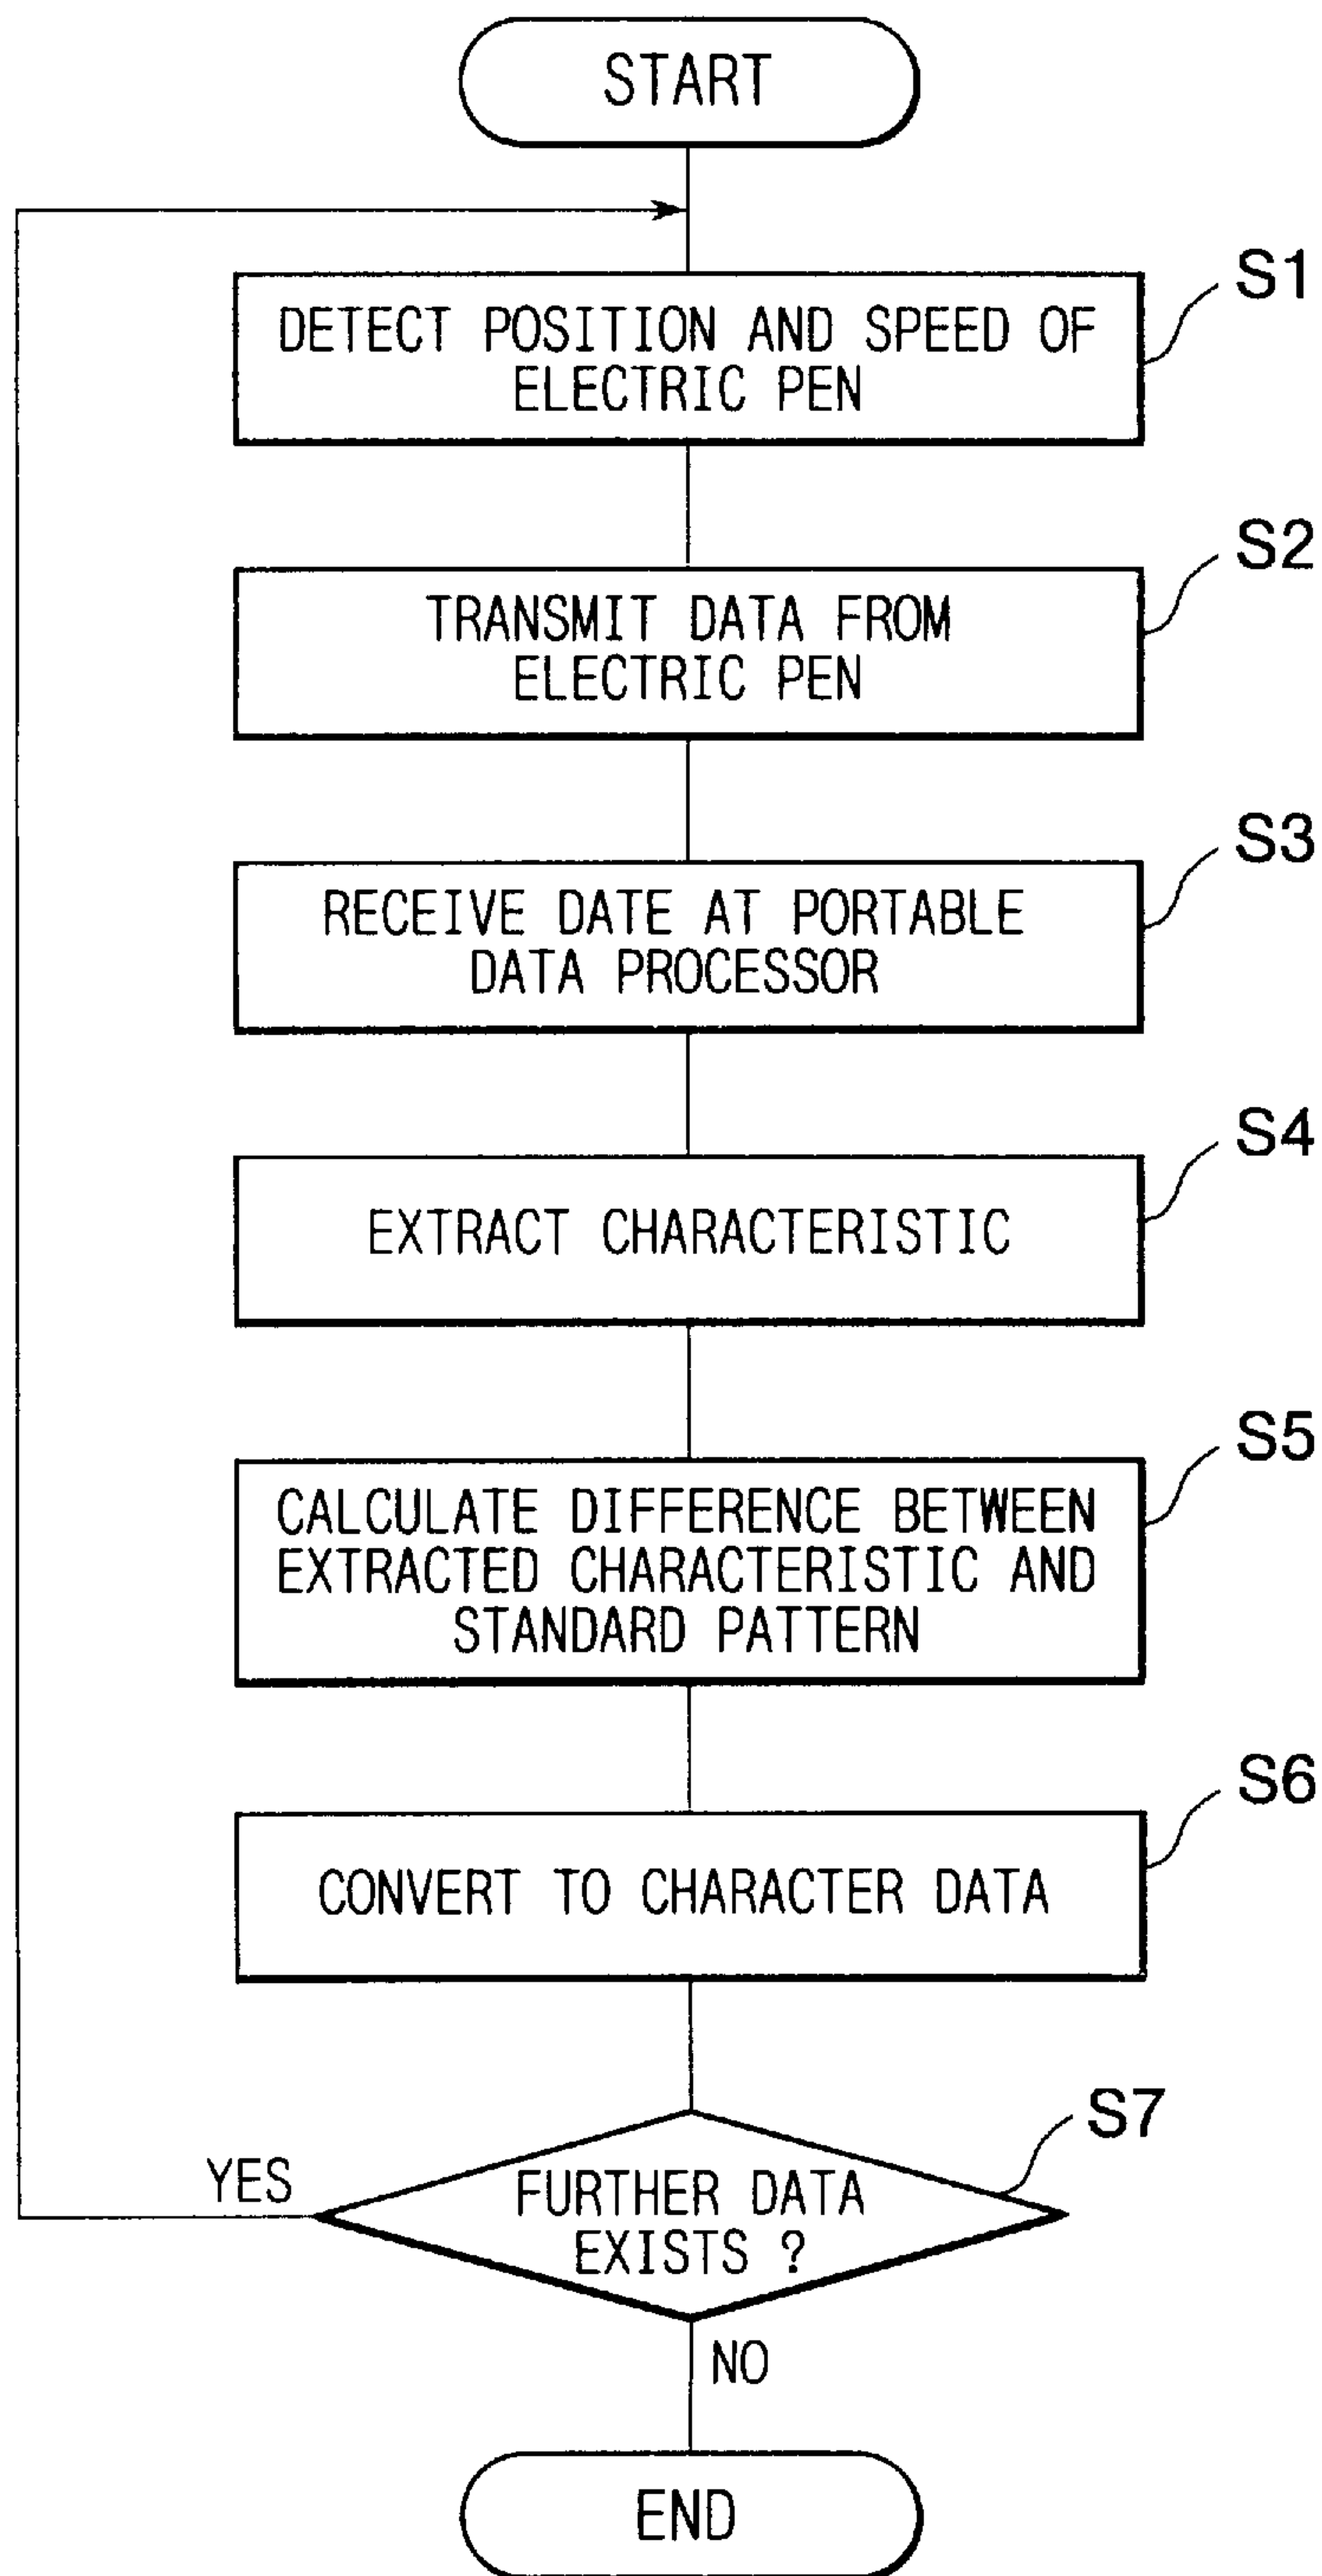 START
S1
DETECT POSITION AND SPEED OF
ELECTRIC PEN
S2
TRANSMIT DATA FROM
ELECTRIC PEN
S3
RECEIVE DATE AT PORTABLE
DATA PROCESSOR
S4
EXTRACT CHARACTERISTIC
S5
CALCULATE DIFFERENCE BETWEEN
EXTRACTED CHARACTERISTIC AND
STANDARD PATTERN
S6
CONVERT TO CHARACTER DATA
S7
YES
FURTHER DATA
EXISTS ?
NO
END